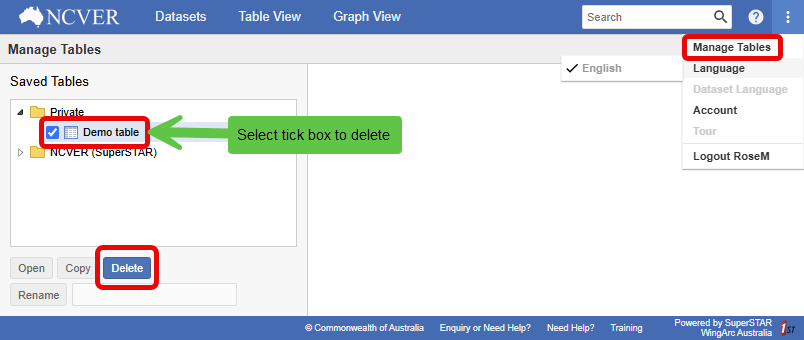 NCVER
Datasets
Table View
Graph View
Search
?
Manage Tables
Manage Tables
English
Language
Dataset Language
Account
Tour
Logout RoseM
Saved Tables
Private
Demo table
Select tick box to delete
NCVER (SuperSTAR)
Open
Copy
Delete
Rename
© Commonwealth of Australia
Enquiry or Need Help?
Need Help?
Training
Powered by SuperSTAR
WingArc Australia
1ST